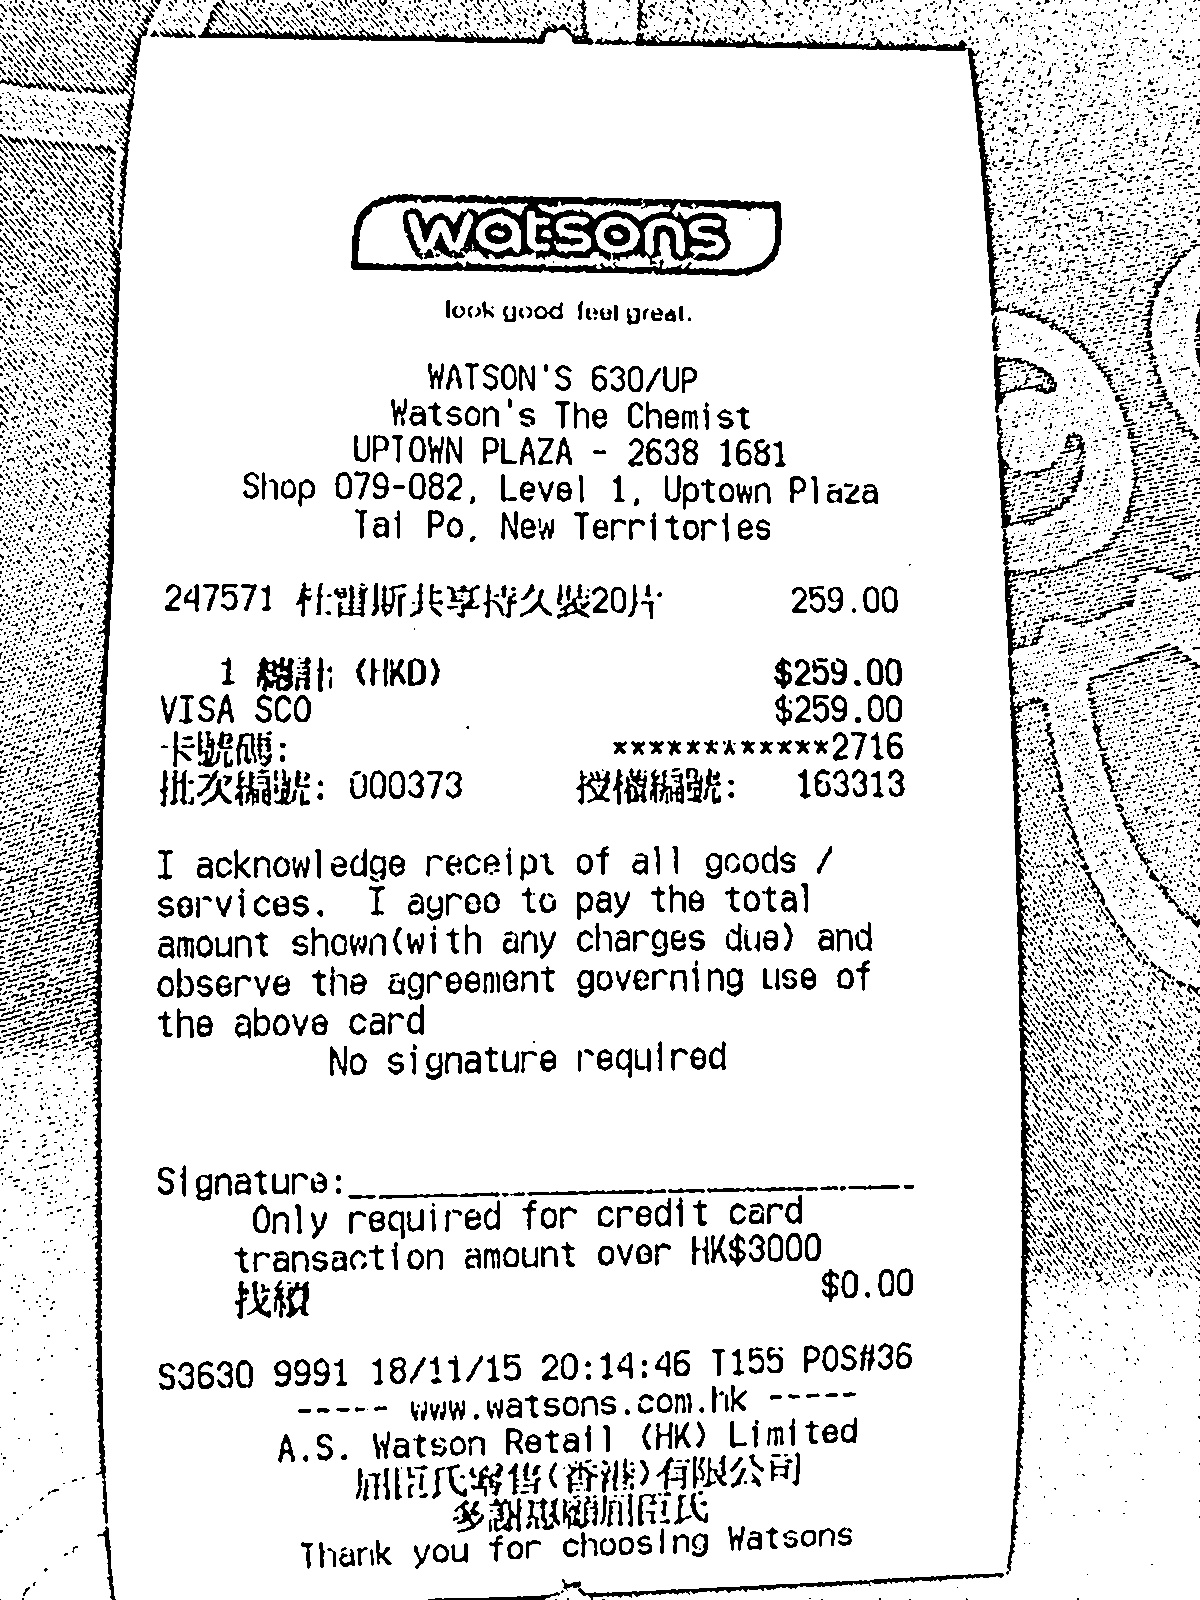 watsons
look good feel great.
WATSON'S 630/UP
Watson's The Chemist
UPTOWN PLAZA - 2638 1681
Shop 079-082, Level 1, Uptown Plaza
Tai Po, New Territories
247571 杜蕾斯共享持久裝20片 259.00
1 總計 (HKD) $259.00
VISA SCO $259.00
卡號碼: ************2716
批次編號: 000373 授權編號: 163313
I acknowledge receipt of all goods /
services. I agree to pay the total
amount shown(with any charges due) and
observe the agreement governing use of
the above card
No signature required
Signature:
Only required for credit card
transaction amount over HK$3000
找續 $0.00
S3630 9991 18/11/15 20:14:46 T155 POS#36
----- www.watsons.com.hk -----
A.S. Watson Retail (HK) Limited
屈臣氏零售(香港)有限公司
多謝惠顧屈臣氏
Thank you for choosing Watsons